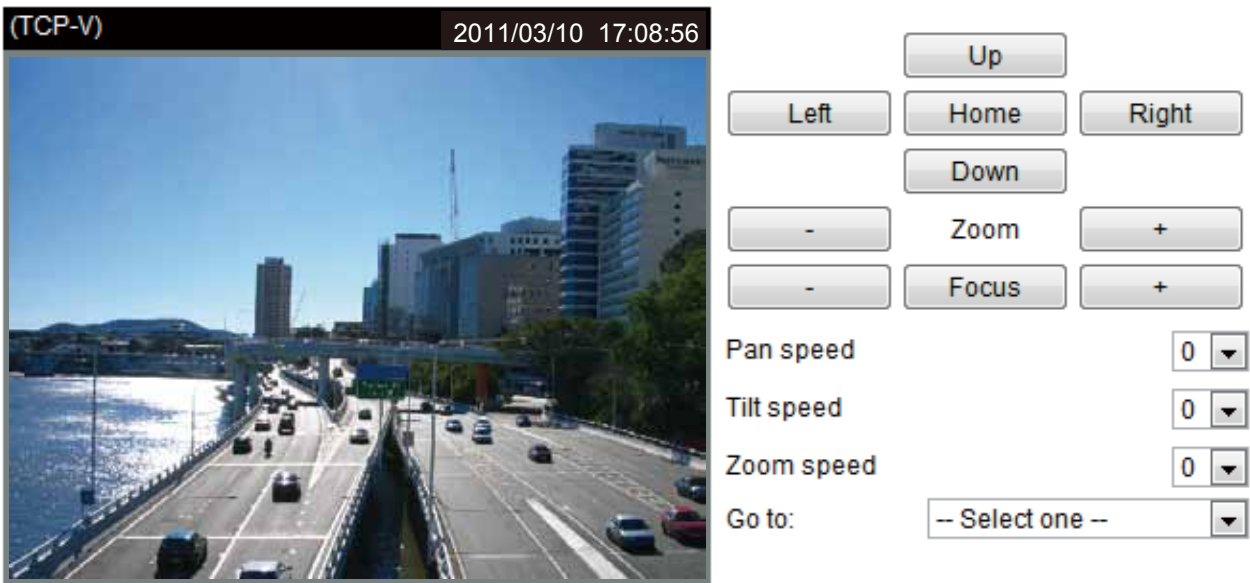 (TCP-V) 2011/03/10 17:08:56
Up
Left Home Right
Down
- Zoom +
- Focus +
Pan speed 0
Tilt speed 0
Zoom speed 0
Go to: -- Select one --